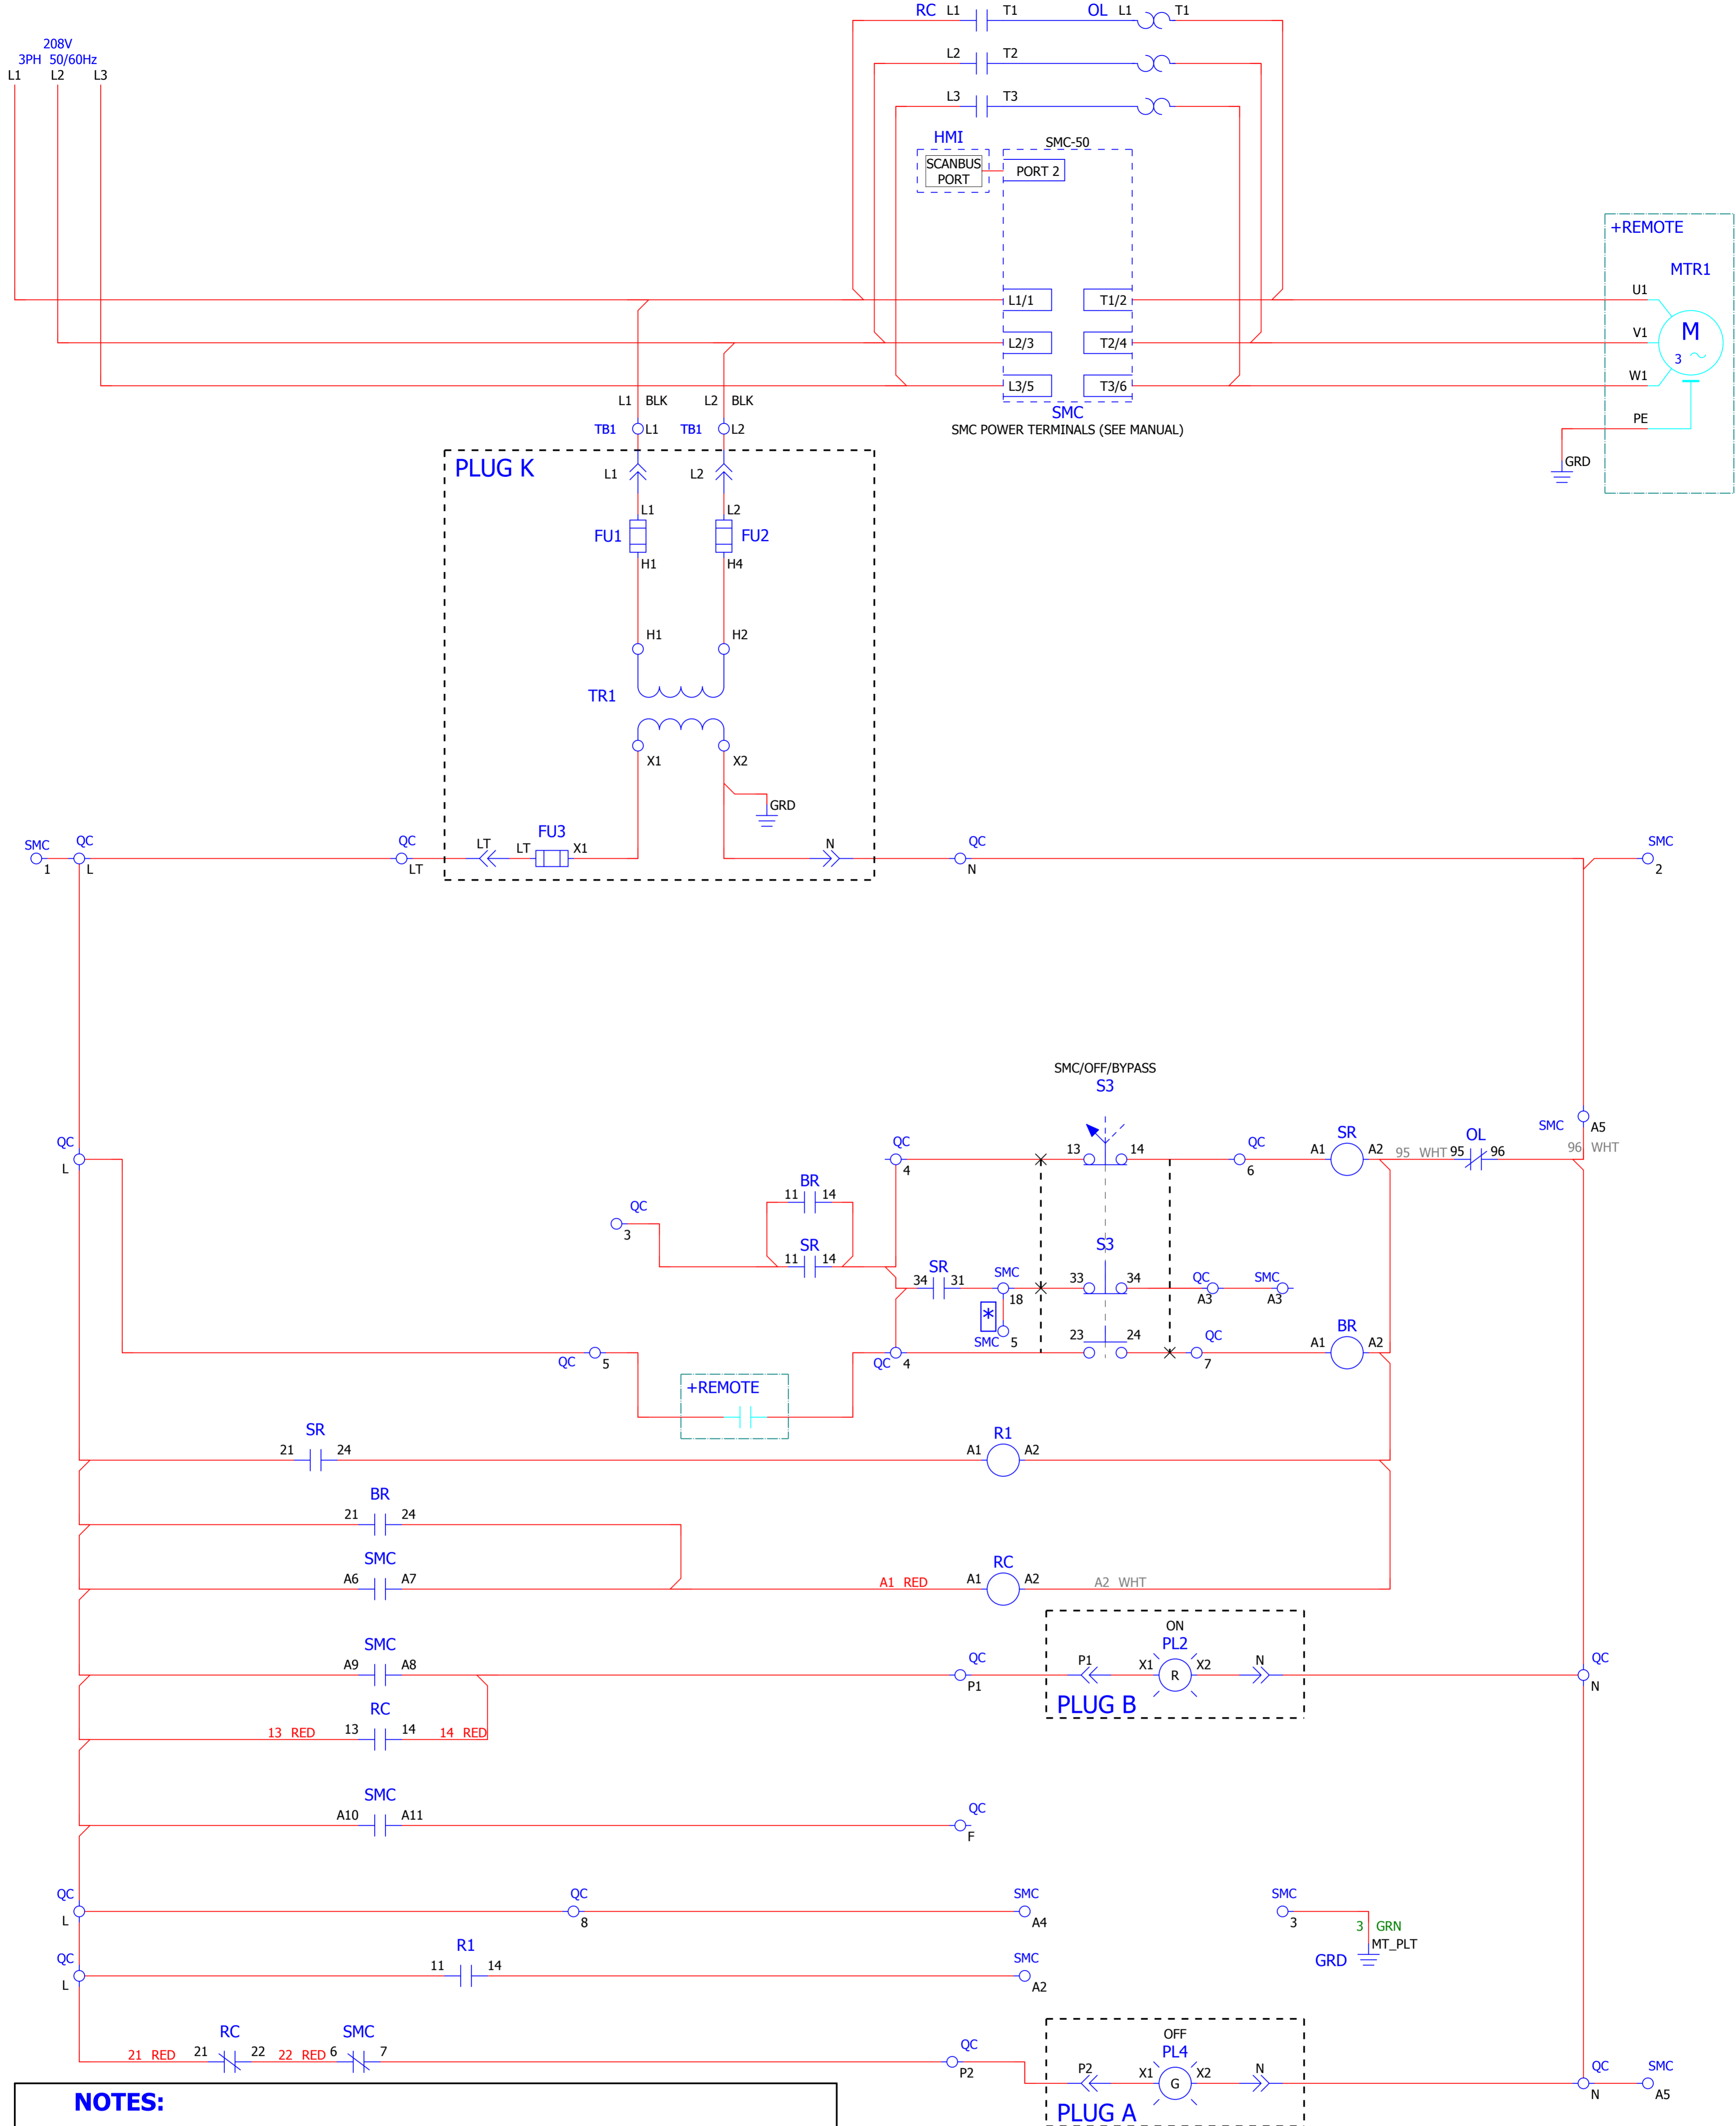 RC L1 T1 OL L1 T1
208V
3PH 50/60Hz
L1 L2 L3
L2 T2
L3 T3
HMI SMC-50
SCANBUS
PORT
PORT 2
+REMOTE
MTR1
L1/1 T1/2 U1
L2/3 T2/4 V1
M
3
L3/5 T3/6 W1
L1 BLK L2 BLK
SMC
SMC POWER TERMINALS (SEE MANUAL)
PE
TB1 L1 TB1 L2
GRD
PLUG K
L1 L2
L1 L2
FU1 FU2
H1 H4
H1 H2
TR1
X1 X2
GRD
SMC QC QC FU3 QC SMC
LT LT X1 N
1 L LT N 2
SMC/OFF/BYPASS
S3
SMC A5
QC QC 13 14 QC SR OL
A1 A2 95 WHT 95 96 96 WHT
L 4 6
BR
11 14
QC
3
SR S3
11 14
SR SMC
34 31 33 34 QC SMC
18 A3 A3
*
SMC 5
23 24 QC BR
A1 A2
QC 5 QC 4 7
+REMOTE
SR R1
21 24 A1 A2
BR
21 24
SMC RC
A6 A7 A1 RED A1 A2 A2 WHT
ON
SMC PL2
A9 A8 QC P1 X1 R X2 N QC
P1 N
PLUG B
RC
13 RED 13 14 14 RED
SMC
A10 A11 QC
F
QC QC SMC SMC
L 8 A4 3
3 GRN
MT_PLT
GRD
QC R1 SMC
11 14
L A2
RC SMC OFF
21 RED 21 22 22 RED 6 7 QC PL4
P2 P2 X1 G X2 N QC SMC
N A5
PLUG A
NOTES: